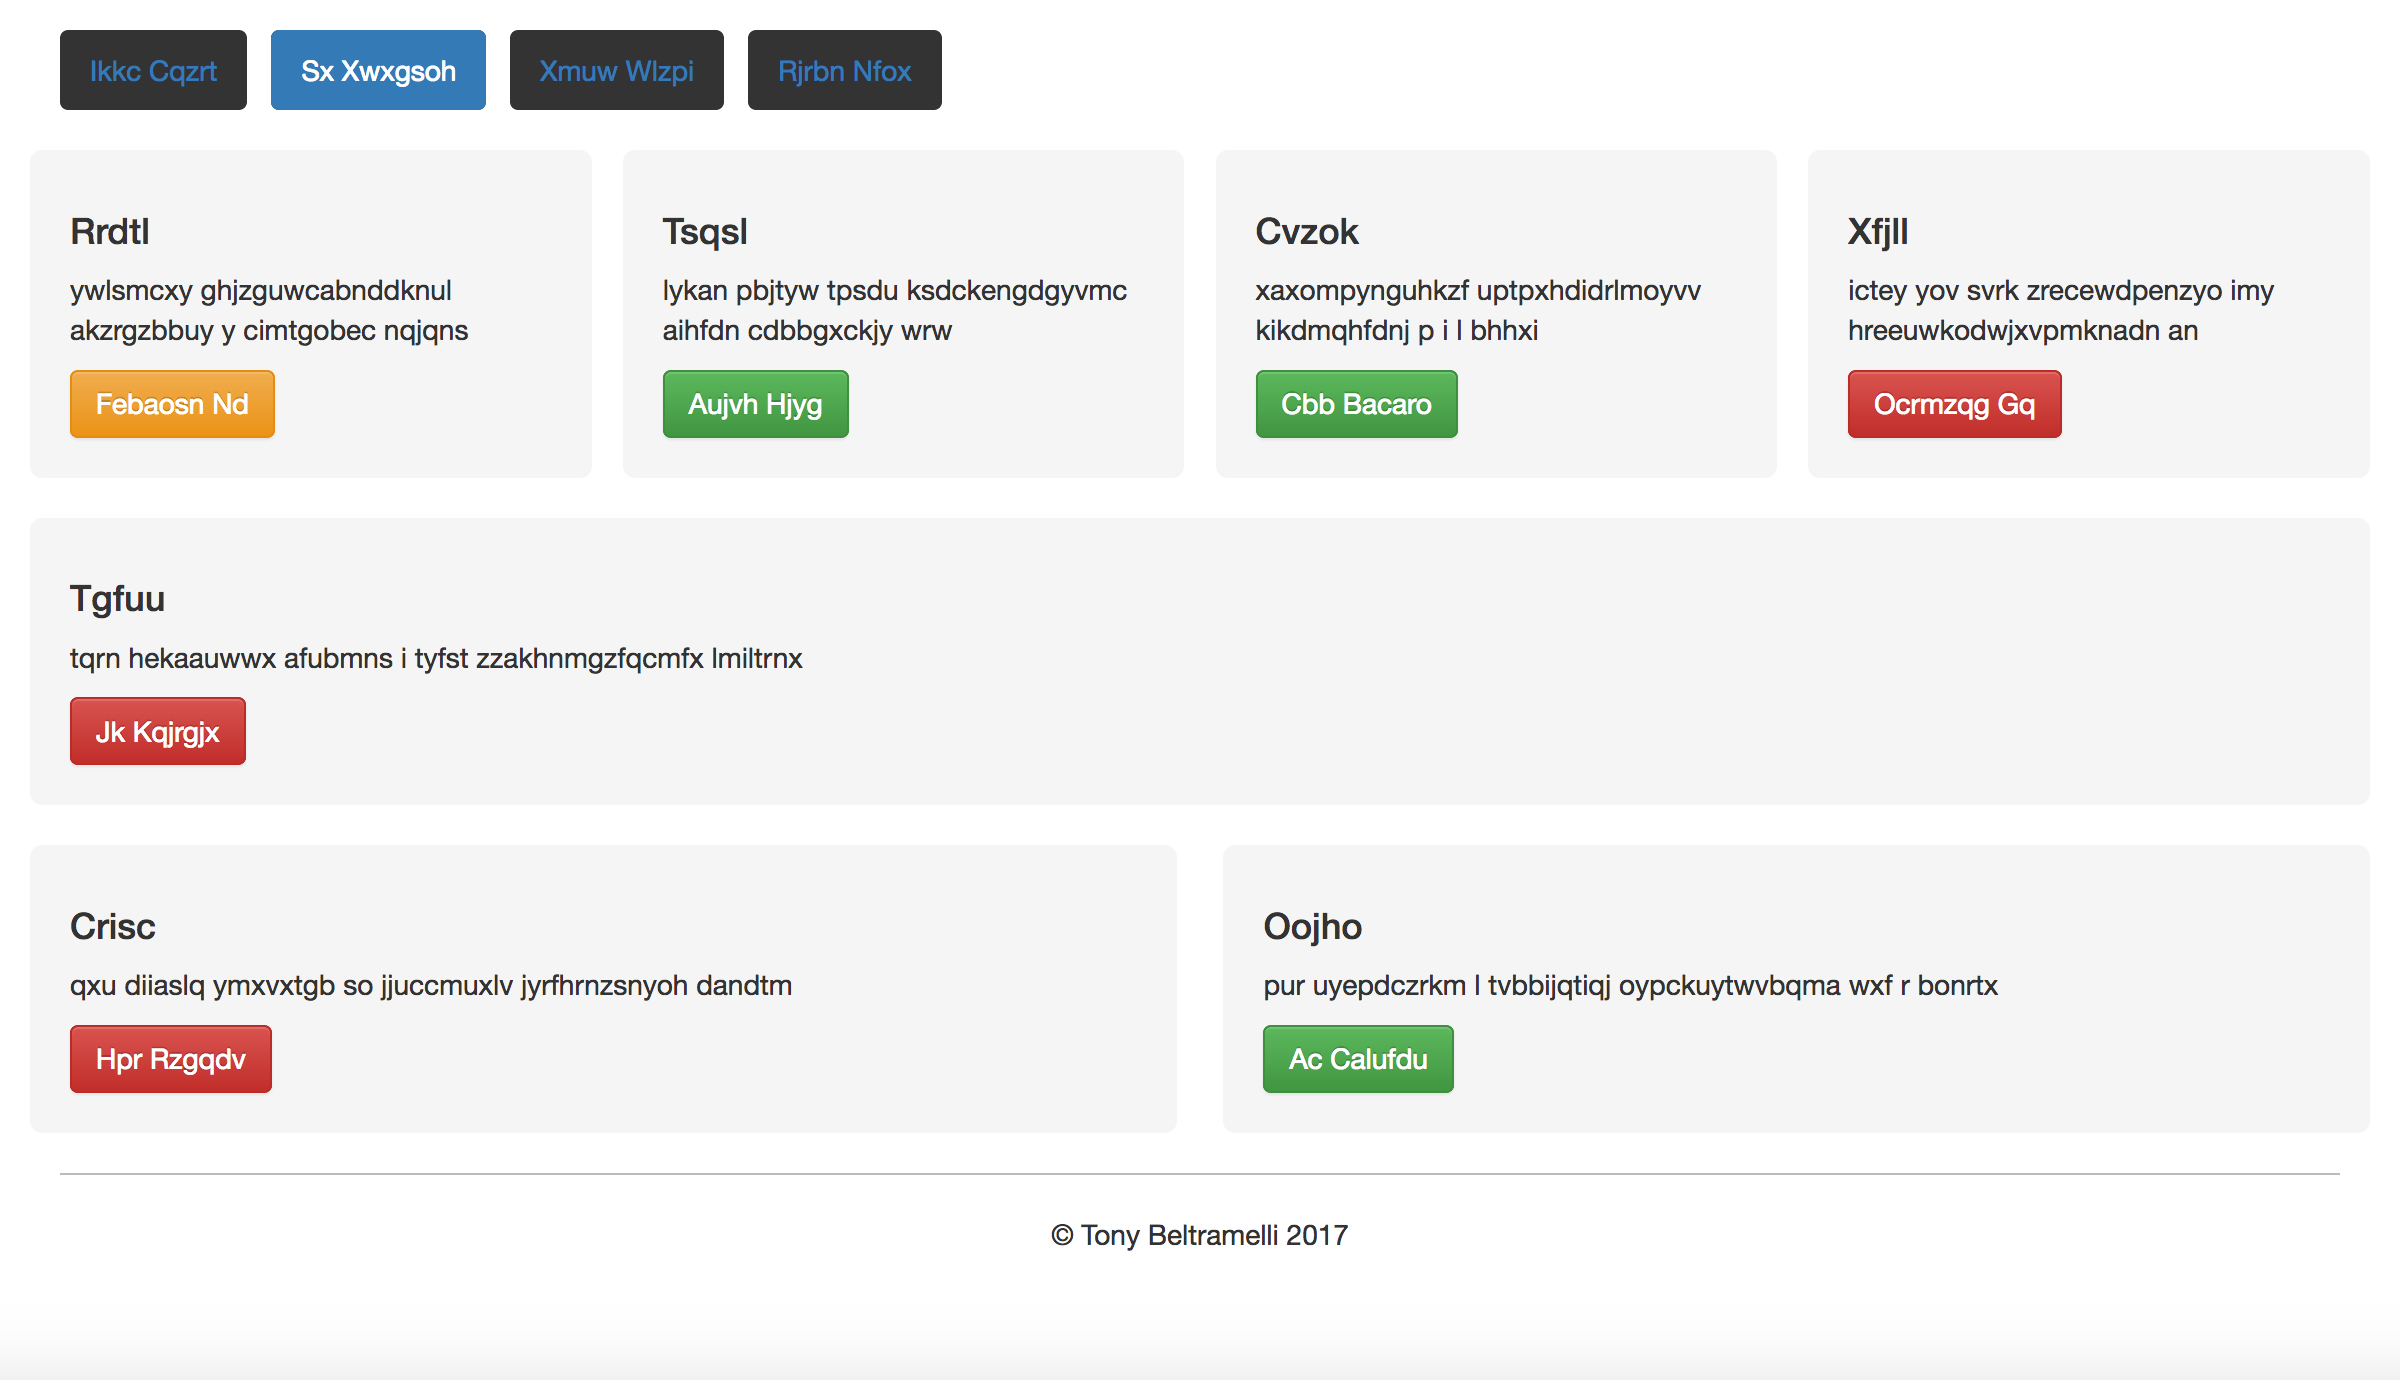 Ikkc Cqzrt
Sx Xwxgsoh
Xmuw Wlzpi
Rjrbn Nfox
Rrdtl
ywlsmcxy ghjzguwcabnddknul
akzrgzbbuy y cimtgobec nqjqns
Febaosn Nd
Tsqsl
lykan pbjtyw tpsdu ksdckengdgyvmc
aihfdn cdbbgxckjy wrw
Aujvh Hjyg
Cvzok
xaxompynguhkzf uptpxhdidrlmoyvv
kikdmqhfdnj p i l bhhxi
Cbb Bacaro
Xfjll
ictey yov svrk zrecewdpenzyo imy
hreeuwkodwjxvpmknadn an
Ocrmzqg Gq
Tgfuu
tqrn hekaauwwx afubmns i tyfst zzakhnmgzfqcmfx lmiltrnx
Jk Kqjrgjx
Crisc
qxu diiaslq ymxvxtgb so jjuccmuxlv jyrfhrnzsnyoh dandtm
Hpr Rzgqdv
Oojho
pur uyepdczrkm l tvbbijqtiqj oypckuytwvbqma wxf r bonrtx
Ac Calufdu
© Tony Beltramelli 2017